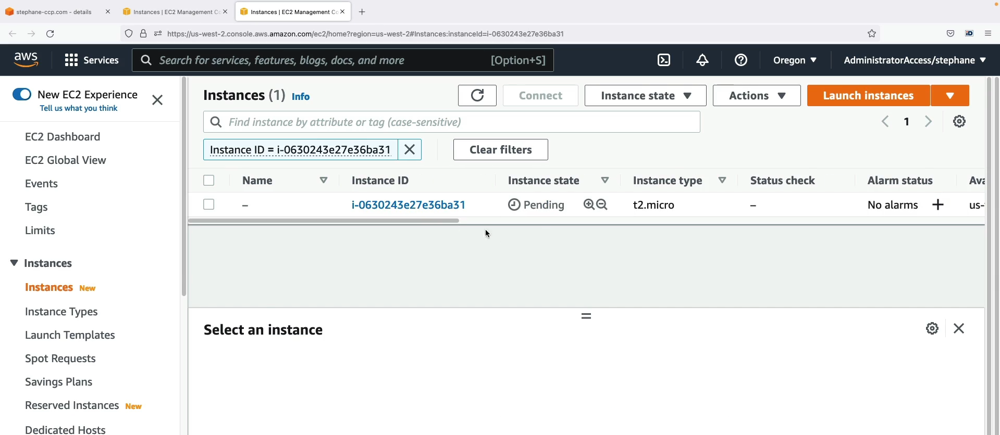 stephane-ccp.com - details
Instances | EC2 Management Co
Instances | EC2 Management Co
https://us-west-2.console.aws.amazon.com/ec2/home?region=us-west-2#Instances:instanceId=i-0630243e27e36ba31
iD
aws
Services
Search for services, features, blogs, docs, and more
[Option+S]
Oregon
AdministratorAccess/stephane
New EC2 Experience
Tell us what you think
EC2 Dashboard
EC2 Global View
Events
Tags
Limits
Instances
Instances New
Instance Types
Launch Templates
Spot Requests
Savings Plans
Reserved Instances New
Dedicated Hosts
Instances (1) Info
Connect
Instance state
Actions
Launch instances
Find instance by attribute or tag (case-sensitive)
1
Instance ID = i-0630243e27e36ba31
Clear filters
Name Instance ID Instance state Instance type Status check Alarm status Ava
– i-0630243e27e36ba31 Pending t2.micro – No alarms + us-
Select an instance